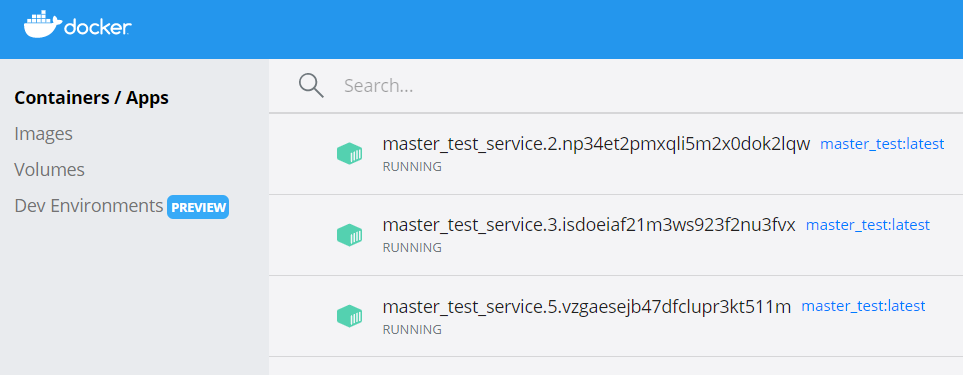 docker
Containers / Apps
Images
Volumes
Dev Environments PREVIEW
Search...
master_test_service.2.np34et2pmxqli5m2x0dok2lqw master_test:latest
RUNNING
master_test_service.3.isdoeiaf21m3ws923f2nu3fvx master_test:latest
RUNNING
master_test_service.5.vzgaesejb47dfclupr3kt511m master_test:latest
RUNNING